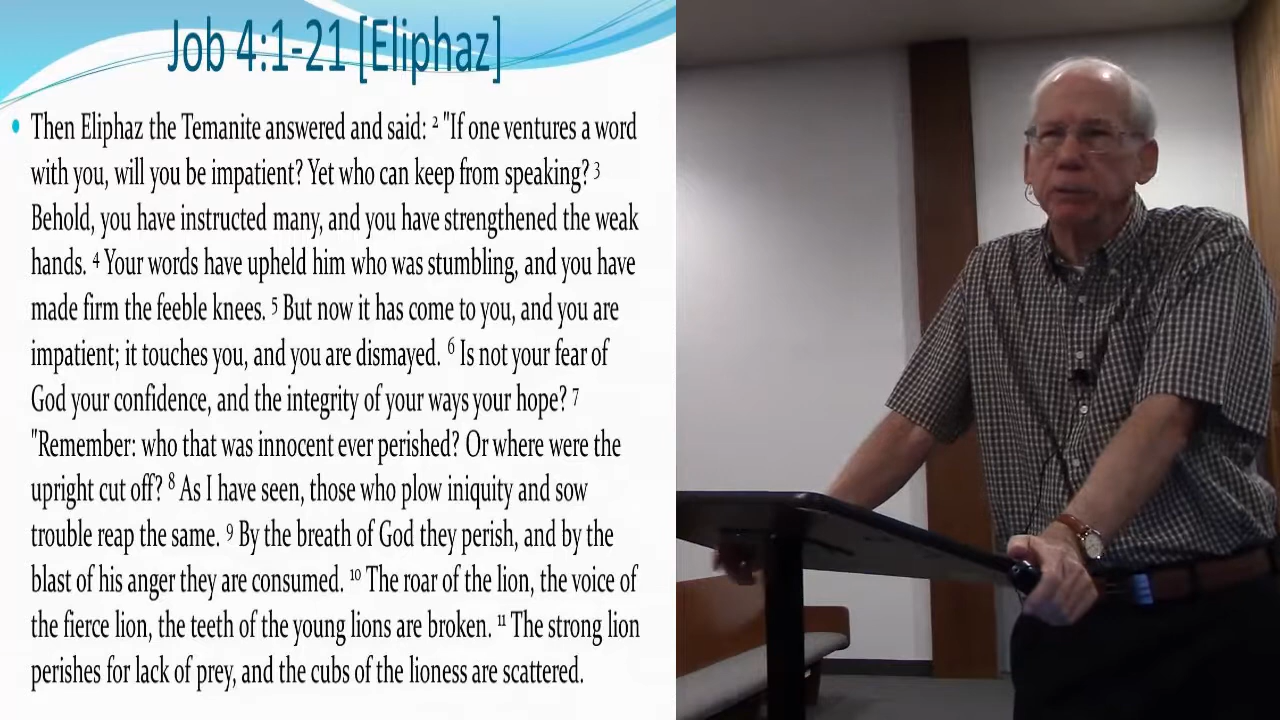 Job 4:1-21 [Eliphaz]
• Then Eliphaz the Temanite answered and said: ² "If one ventures a word
with you, will you be impatient? Yet who can keep from speaking? ³
Behold, you have instructed many, and you have strengthened the weak
hands. ⁴ Your words have upheld him who was stumbling, and you have
made firm the feeble knees. ⁵ But now it has come to you, and you are
impatient; it touches you, and you are dismayed. ⁶ Is not your fear of
God your confidence, and the integrity of your ways your hope? ⁷
"Remember: who that was innocent ever perished? Or where were the
upright cut off? ⁸ As I have seen, those who plow iniquity and sow
trouble reap the same. ⁹ By the breath of God they perish, and by the
blast of his anger they are consumed. ¹⁰ The roar of the lion, the voice of
the fierce lion, the teeth of the young lions are broken. ¹¹ The strong lion
perishes for lack of prey, and the cubs of the lioness are scattered.